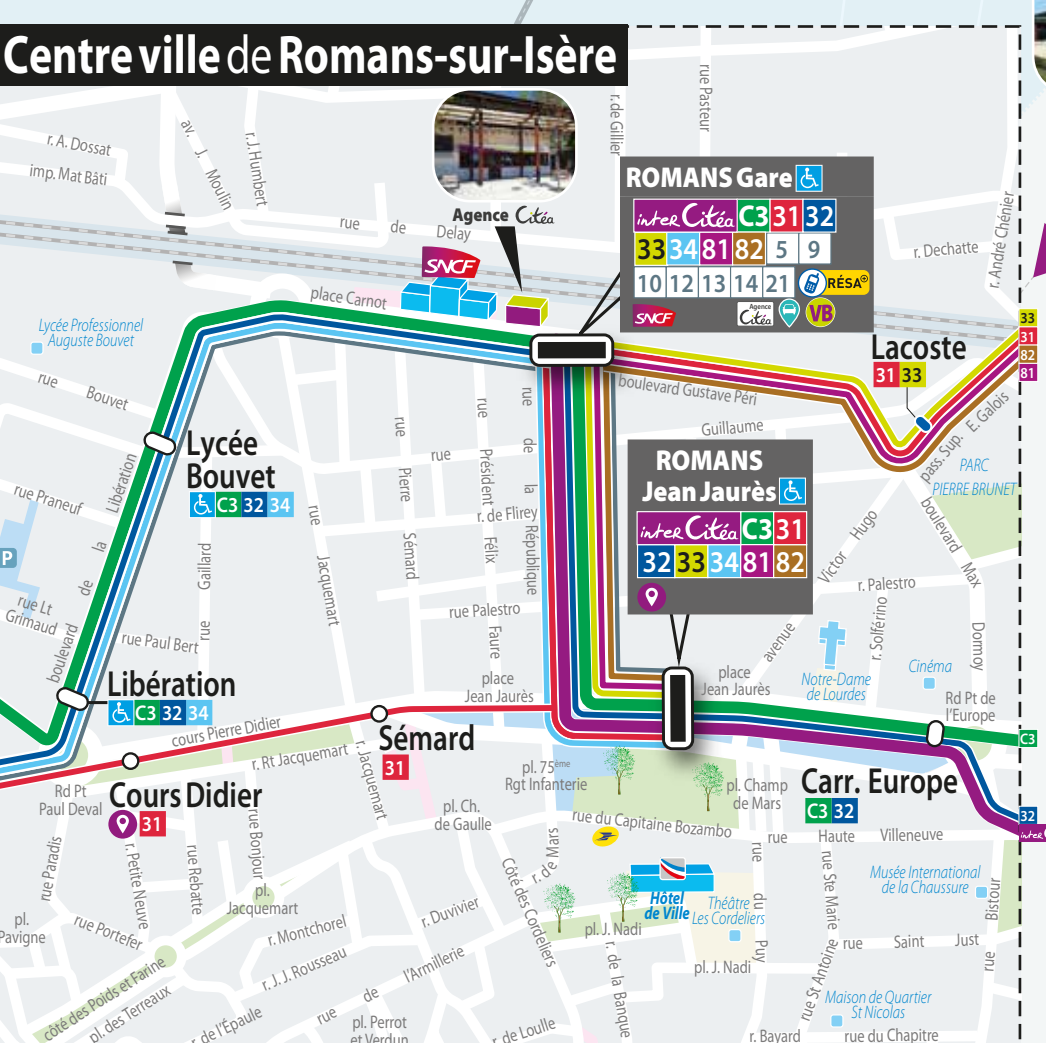 Centre ville de Romans-sur-Isère
r. A. Dossat
imp. Mat Bâti
av. J. Moulin
r. J. Humbert
r. de Gillier
rue Pasteur
rue de Delay
Agence Citéa
SNCF
place Carnot
ROMANS Gare
inter Citéa C3 31 32
33 34 81 82 5 9
10 12 13 14 21 RÉSA+
SNCF Agence Citéa VB
r. Dechatte
r. André Chénier
33
31
82
81
Lacoste
31 33
Lycée Professionnel
Auguste Bouvet
rue Bouvet
boulevard Gustave Péri
Guillaume
pass. Sup. E. Galois
PARC
PIERRE BRUNET
Lycée
Bouvet
C3 32 34
rue Praneuf
P
rue Lt
Grimaud
boulevard de la Libération
rue Gaillard
rue Paul Bert
rue Jacquemart
rue Pierre Sémard
rue
rue Président Félix Faure
r. de Flirey
rue de la République
rue Palestro
ROMANS
Jean Jaurès
inter Citéa C3 31
32 33 34 81 82
avenue Victor Hugo
boulevard Max Dormoy
r. Palestro
r. Solférino
Notre-Dame
de Lourdes
Cinéma
Rd Pt de
l'Europe
C3
place
Jean Jaurès
place
Jean Jaurès
Libération
C3 32 34
cours Pierre Didier
r. Rt Jacquemart
r. Jacquemart
Sémard
31
Rd Pt
Paul Deval
Cours Didier
31
pl. 75ème
Rgt Infanterie
pl. Champ
de Mars
Carr. Europe
C3 32
32
inter
pl. Ch.
de Gaulle
rue du Capitaine Bozambo
rue Haute Villeneuve
rue Paradis
r. Petite Neuve
rue Rebatte
rue Bonjour
pl.
Jacquemart
Côté des Cordeliers
r. de Mars
Hôtel
de Ville
Théâtre
Les Cordeliers
rue du Puy
rue Ste Marie
Musée International
de la Chaussure
rue Bistour
pl.
Pavigne
rue Portefer
r. Montchorel
r. Duvivier
pl. J. Nadi
pl. J. Nadi
rue Saint Just
r. J.J. Rousseau
rue de l'Armillerie
r. de la Banque
rue St Antoine
côté des Poids et Farine
pl. des Terreaux
r. de l'Épaule
pl. Perrot
et Verdun
r. de Loulle
Maison de Quartier
St Nicolas
r. Bayard
rue du Chapitre